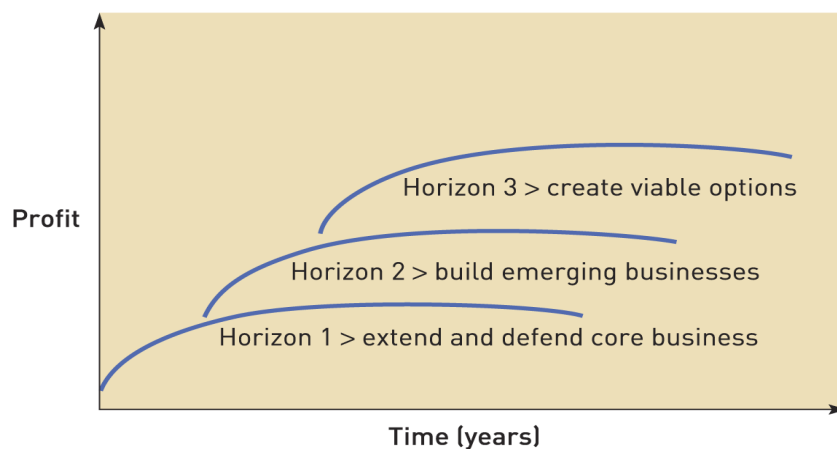 Profit
Horizon 3 > create viable options
Horizon 2 > build emerging businesses
Horizon 1 > extend and defend core business
Time (years)